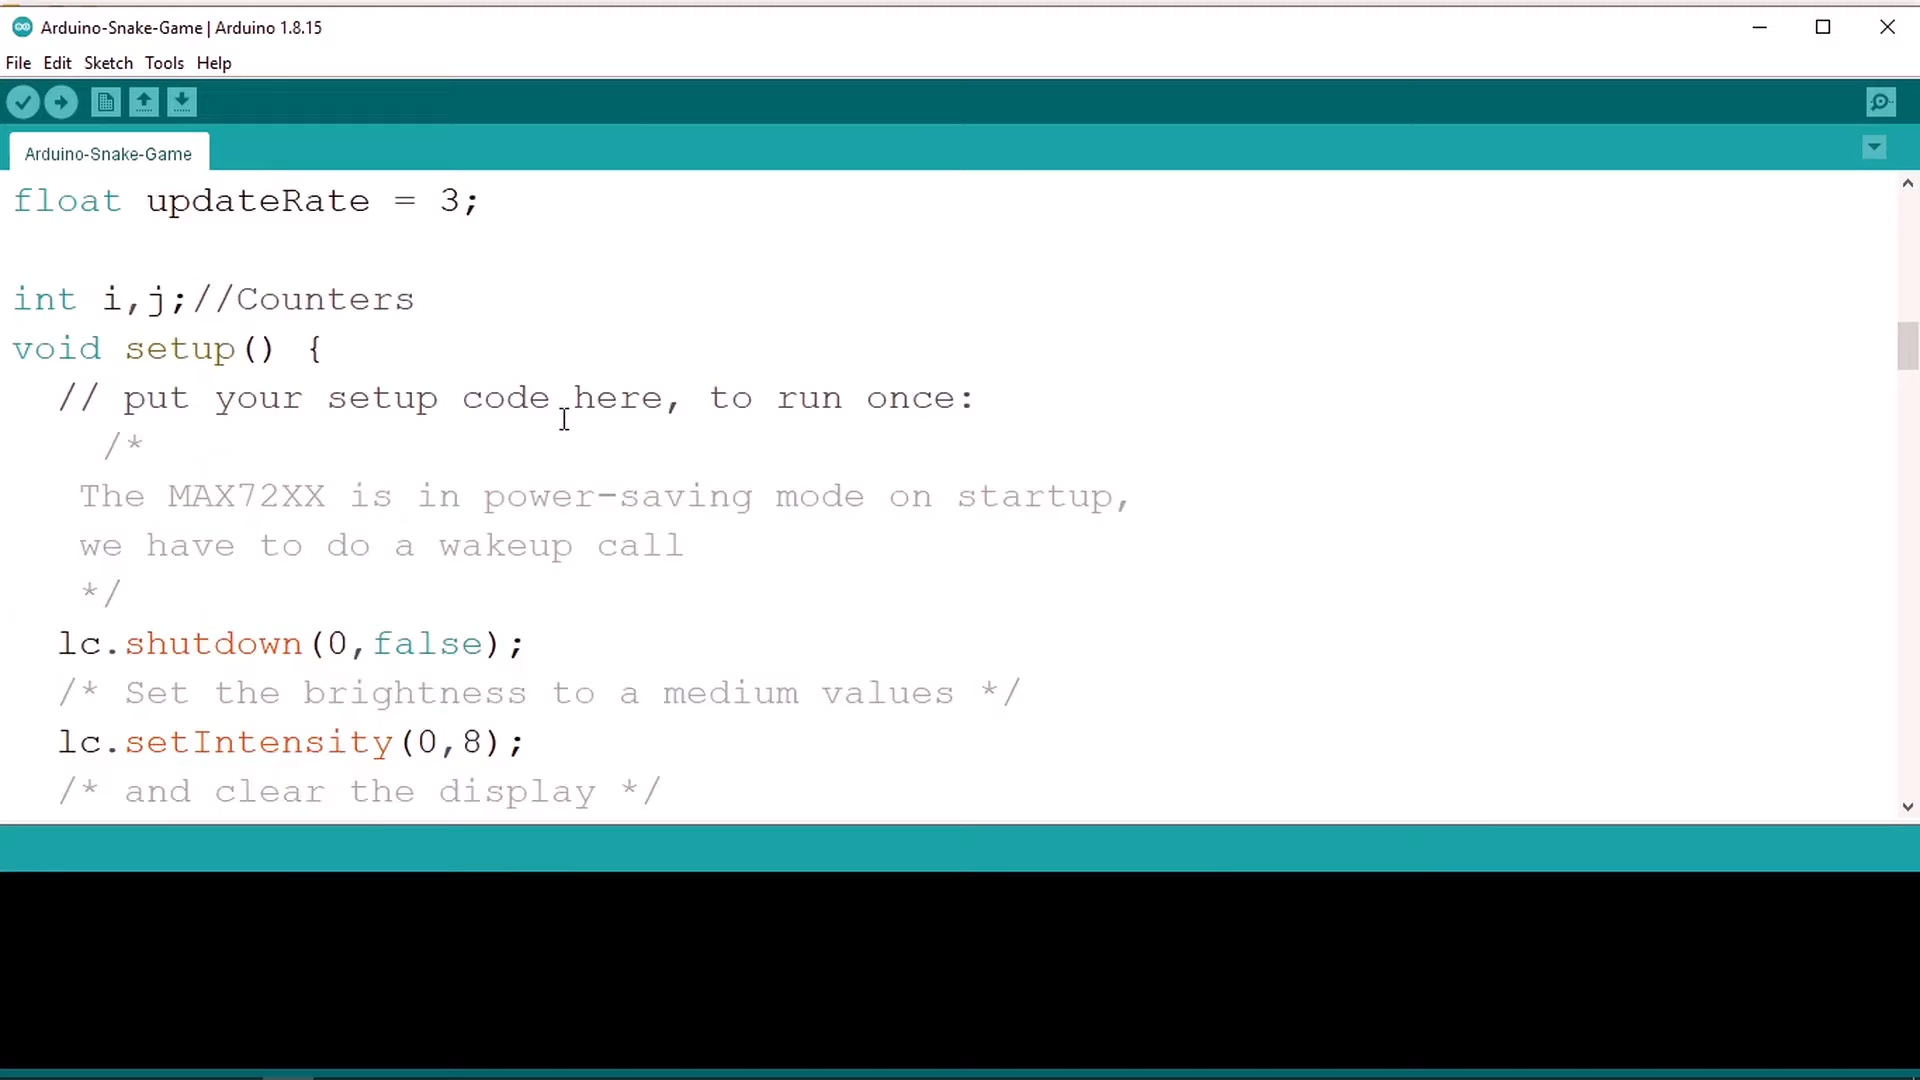 Arduino-Snake-Game | Arduino 1.8.15
File Edit Sketch Tools Help
Arduino-Snake-Game
float updateRate = 3;
int i,j;//Counters
void setup() {
// put your setup code here, to run once:
/*
The MAX72XX is in power-saving mode on startup,
we have to do a wakeup call
*/
lc.shutdown(0,false);
/* Set the brightness to a medium values */
lc.setIntensity(0,8);
/* and clear the display */